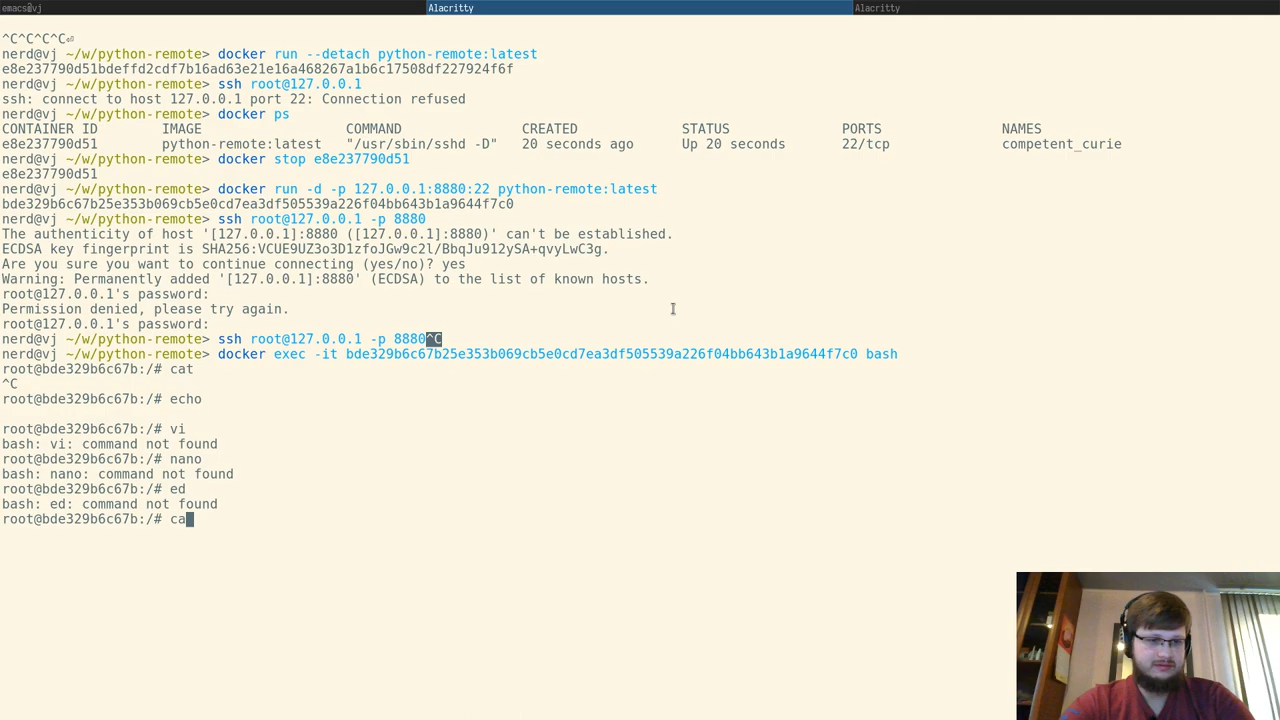 emacs@vj Alacritty Alacritty
^C^C^C^C⏎
nerd@vj ~/w/python-remote> docker run --detach python-remote:latest
e8e237790d51bdeffd2cdf7b16ad63e21e16a468267a1b6c17508df227924f6f
nerd@vj ~/w/python-remote> ssh root@127.0.0.1
ssh: connect to host 127.0.0.1 port 22: Connection refused
nerd@vj ~/w/python-remote> docker ps
CONTAINER ID IMAGE COMMAND CREATED STATUS PORTS NAMES
e8e237790d51 python-remote:latest "/usr/sbin/sshd -D" 20 seconds ago Up 20 seconds 22/tcp competent_curie
nerd@vj ~/w/python-remote> docker stop e8e237790d51
e8e237790d51
nerd@vj ~/w/python-remote> docker run -d -p 127.0.0.1:8880:22 python-remote:latest
bde329b6c67b25e353b069cb5e0cd7ea3df505539a226f04bb643b1a9644f7c0
nerd@vj ~/w/python-remote> ssh root@127.0.0.1 -p 8880
The authenticity of host '[127.0.0.1]:8880 ([127.0.0.1]:8880)' can't be established.
ECDSA key fingerprint is SHA256:VCUE9UZ3o3D1zfoJGw9c2l/BbqJu912ySA+qvyLwC3g.
Are you sure you want to continue connecting (yes/no)? yes
Warning: Permanently added '[127.0.0.1]:8880' (ECDSA) to the list of known hosts.
root@127.0.0.1's password:
Permission denied, please try again.
root@127.0.0.1's password:
nerd@vj ~/w/python-remote> ssh root@127.0.0.1 -p 8880^C
nerd@vj ~/w/python-remote> docker exec -it bde329b6c67b25e353b069cb5e0cd7ea3df505539a226f04bb643b1a9644f7c0 bash
root@bde329b6c67b:/# cat
^C
root@bde329b6c67b:/# echo
root@bde329b6c67b:/# vi
bash: vi: command not found
root@bde329b6c67b:/# nano
bash: nano: command not found
root@bde329b6c67b:/# ed
bash: ed: command not found
root@bde329b6c67b:/# ca